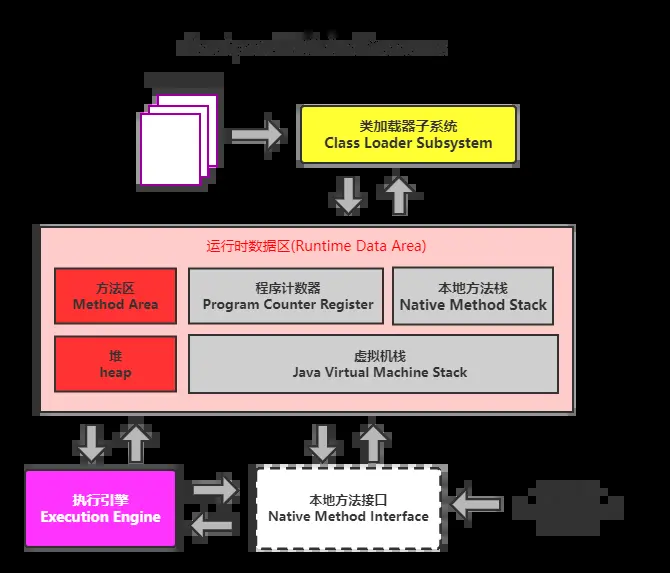 类加载器子系统
Class Loader Subsystem
运行时数据区(Runtime Data Area)
方法区
Method Area
程序计数器
Program Counter Register
本地方法栈
Native Method Stack
堆
heap
虚拟机栈
Java Virtual Machine Stack
执行引擎
Execution Engine
本地方法接口
Native Method Interface